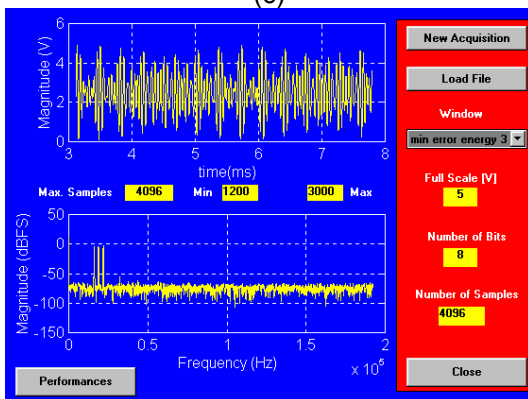 (c)
6
4
2
0
Magnitude (V)
3 4 5 6 7 8
time(ms)
Max. Samples 4096 Min 1200 3000 Max
50
0
-50
-100
-150
Magnitude (dBFS)
0 0.5 1 1.5 2
Frequency (Hz)
x 10^5
Performances
New Acquisition
Load File
Window
min error energy 3
Full Scale [V]
5
Number of Bits
8
Number of Samples
4096
Close